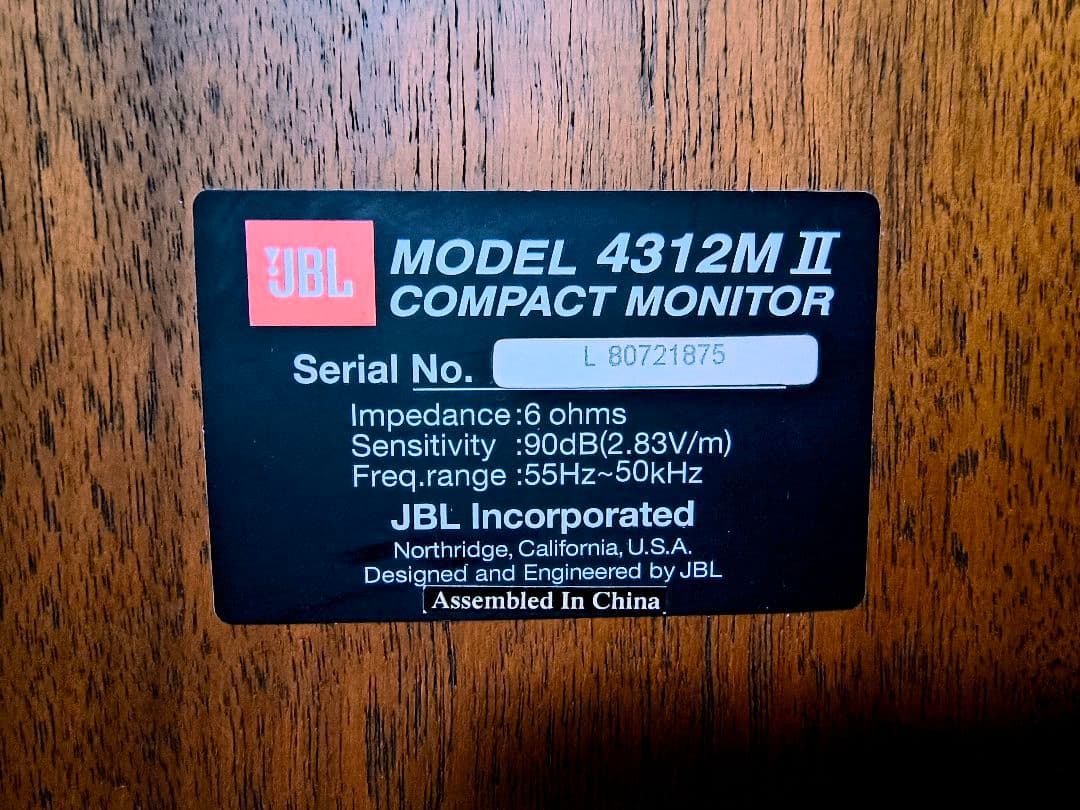 JBL
MODEL 4312M II
COMPACT MONITOR
Serial No. L 80721875
Impedance:6 ohms
Sensitivity :90dB(2.83V/m)
Freq.range :55Hz~50kHz
JBL Incorporated
Northridge, California, U.S.A.
Designed and Engineered by JBL
Assembled In China